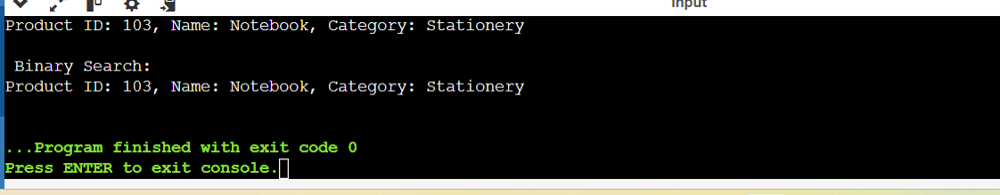 input
Product ID: 103, Name: Notebook, Category: Stationery
Binary Search:
Product ID: 103, Name: Notebook, Category: Stationery
...Program finished with exit code 0
Press ENTER to exit console.